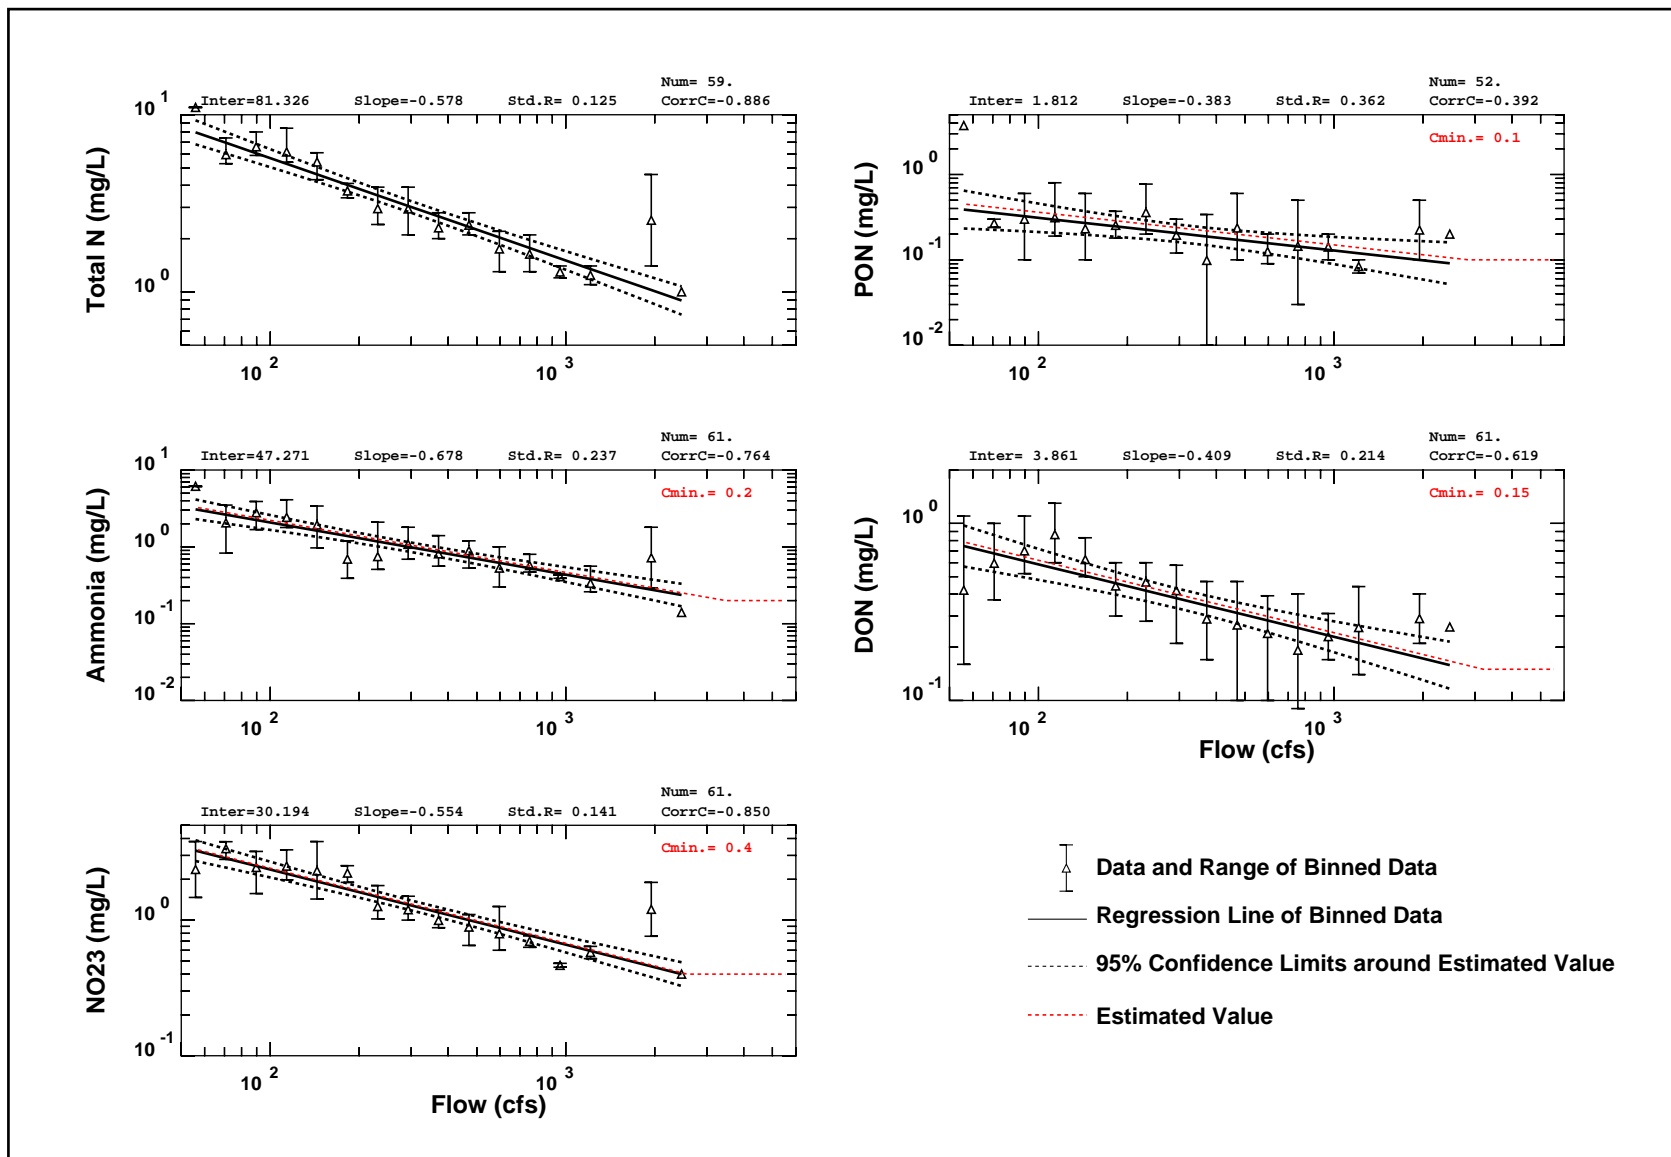 Num= 59.
Inter=81.326 Slope=-0.578 Std.R= 0.125 CorrC=-0.886
10 1
10 0
Total N (mg/L)
10 2
10 3
Num= 52.
Inter= 1.812 Slope=-0.383 Std.R= 0.362 CorrC=-0.392
Cmin.= 0.1
10 0
10 -1
10 -2
PON (mg/L)
10 2
10 3
Num= 61.
Inter=47.271 Slope=-0.678 Std.R= 0.237 CorrC=-0.764
Cmin.= 0.2
10 1
10 0
10 -1
10 -2
Ammonia (mg/L)
10 2
10 3
Num= 61.
Inter= 3.861 Slope=-0.409 Std.R= 0.214 CorrC=-0.619
Cmin.= 0.15
10 0
10 -1
DON (mg/L)
10 2
10 3
Flow (cfs)
Num= 61.
Inter=30.194 Slope=-0.554 Std.R= 0.141 CorrC=-0.850
Cmin.= 0.4
10 0
10 -1
NO23 (mg/L)
10 2
10 3
Flow (cfs)
Data and Range of Binned Data
Regression Line of Binned Data
95% Confidence Limits around Estimated Value
Estimated Value